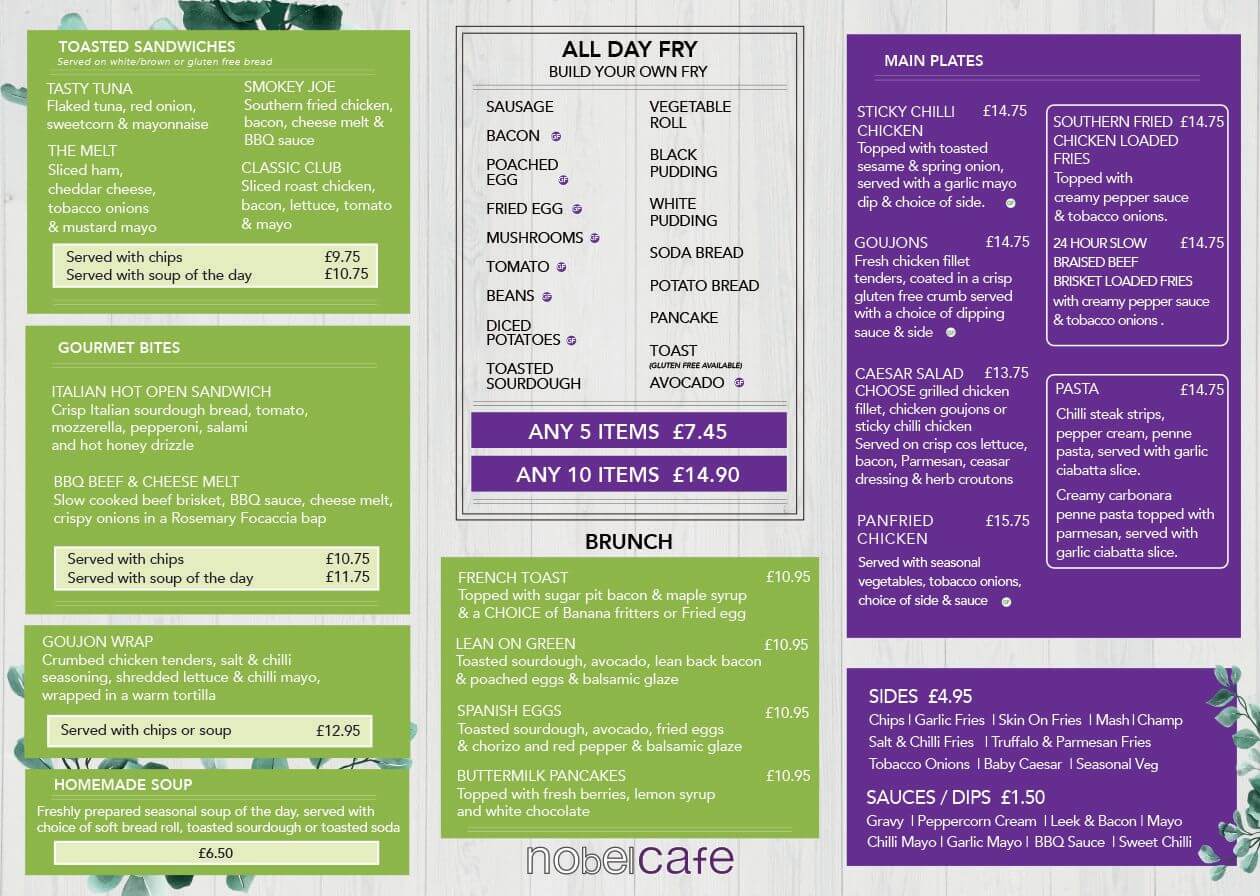 TOASTED SANDWICHES
Served on white/brown or gluten free bread
TASTY TUNA
Flaked tuna, red onion,
sweetcorn & mayonnaise
THE MELT
Sliced ham,
cheddar cheese,
tobacco onions
& mustard mayo
SMOKEY JOE
Southern fried chicken,
bacon, cheese melt &
BBQ sauce
CLASSIC CLUB
Sliced roast chicken,
bacon, lettuce, tomato
& mayo
Served with chips £9.75
Served with soup of the day £10.75
GOURMET BITES
ITALIAN HOT OPEN SANDWICH
Crisp Italian sourdough bread, tomato,
mozzerella, pepperoni, salami
and hot honey drizzle
BBQ BEEF & CHEESE MELT
Slow cooked beef brisket, BBQ sauce, cheese melt,
crispy onions in a Rosemary Focaccia bap
Served with chips £10.75
Served with soup of the day £11.75
GOUJON WRAP
Crumbed chicken tenders, salt & chilli
seasoning, shredded lettuce & chilli mayo,
wrapped in a warm tortilla
Served with chips or soup £12.95
HOMEMADE SOUP
Freshly prepared seasonal soup of the day, served with
choice of soft bread roll, toasted sourdough or toasted soda
£6.50
ALL DAY FRY
BUILD YOUR OWN FRY
SAUSAGE
BACON GF
POACHED
EGG GF
FRIED EGG GF
MUSHROOMS GF
TOMATO GF
BEANS GF
DICED
POTATOES GF
TOASTED
SOURDOUGH
VEGETABLE
ROLL
BLACK
PUDDING
WHITE
PUDDING
SODA BREAD
POTATO BREAD
PANCAKE
TOAST
(GLUTEN FREE AVAILABLE)
AVOCADO GF
ANY 5 ITEMS £7.45
ANY 10 ITEMS £14.90
BRUNCH
FRENCH TOAST £10.95
Topped with sugar pit bacon & maple syrup
& a CHOICE of Banana fritters or Fried egg
LEAN ON GREEN £10.95
Toasted sourdough, avocado, lean back bacon
& poached eggs & balsamic glaze
SPANISH EGGS £10.95
Toasted sourdough, avocado, fried eggs
& chorizo and red pepper & balsamic glaze
BUTTERMILK PANCAKES £10.95
Topped with fresh berries, lemon syrup
and white chocolate
nobelcafe
MAIN PLATES
STICKY CHILLI £14.75
CHICKEN
Topped with toasted
sesame & spring onion,
served with a garlic mayo
dip & choice of side. GF
GOUJONS £14.75
Fresh chicken fillet
tenders, coated in a crisp
gluten free crumb served
with a choice of dipping
sauce & side GF
CAESAR SALAD £13.75
CHOOSE grilled chicken
fillet, chicken goujons or
sticky chilli chicken
Served on crisp cos lettuce,
bacon, Parmesan, ceasar
dressing & herb croutons
PANFRIED £15.75
CHICKEN
Served with seasonal
vegetables, tobacco onions,
choice of side & sauce GF
SOUTHERN FRIED £14.75
CHICKEN LOADED
FRIES
Topped with
creamy pepper sauce
& tobacco onions.
24 HOUR SLOW £14.75
BRAISED BEEF
BRISKET LOADED FRIES
with creamy pepper sauce
& tobacco onions .
PASTA £14.75
Chilli steak strips,
pepper cream, penne
pasta, served with garlic
ciabatta slice.
Creamy carbonara
penne pasta topped with
parmesan, served with
garlic ciabatta slice.
SIDES £4.95
Chips | Garlic Fries | Skin On Fries | Mash | Champ
Salt & Chilli Fries | Truffalo & Parmesan Fries
Tobacco Onions | Baby Caesar | Seasonal Veg
SAUCES / DIPS £1.50
Gravy | Peppercorn Cream | Leek & Bacon | Mayo
Chilli Mayo | Garlic Mayo | BBQ Sauce | Sweet Chilli